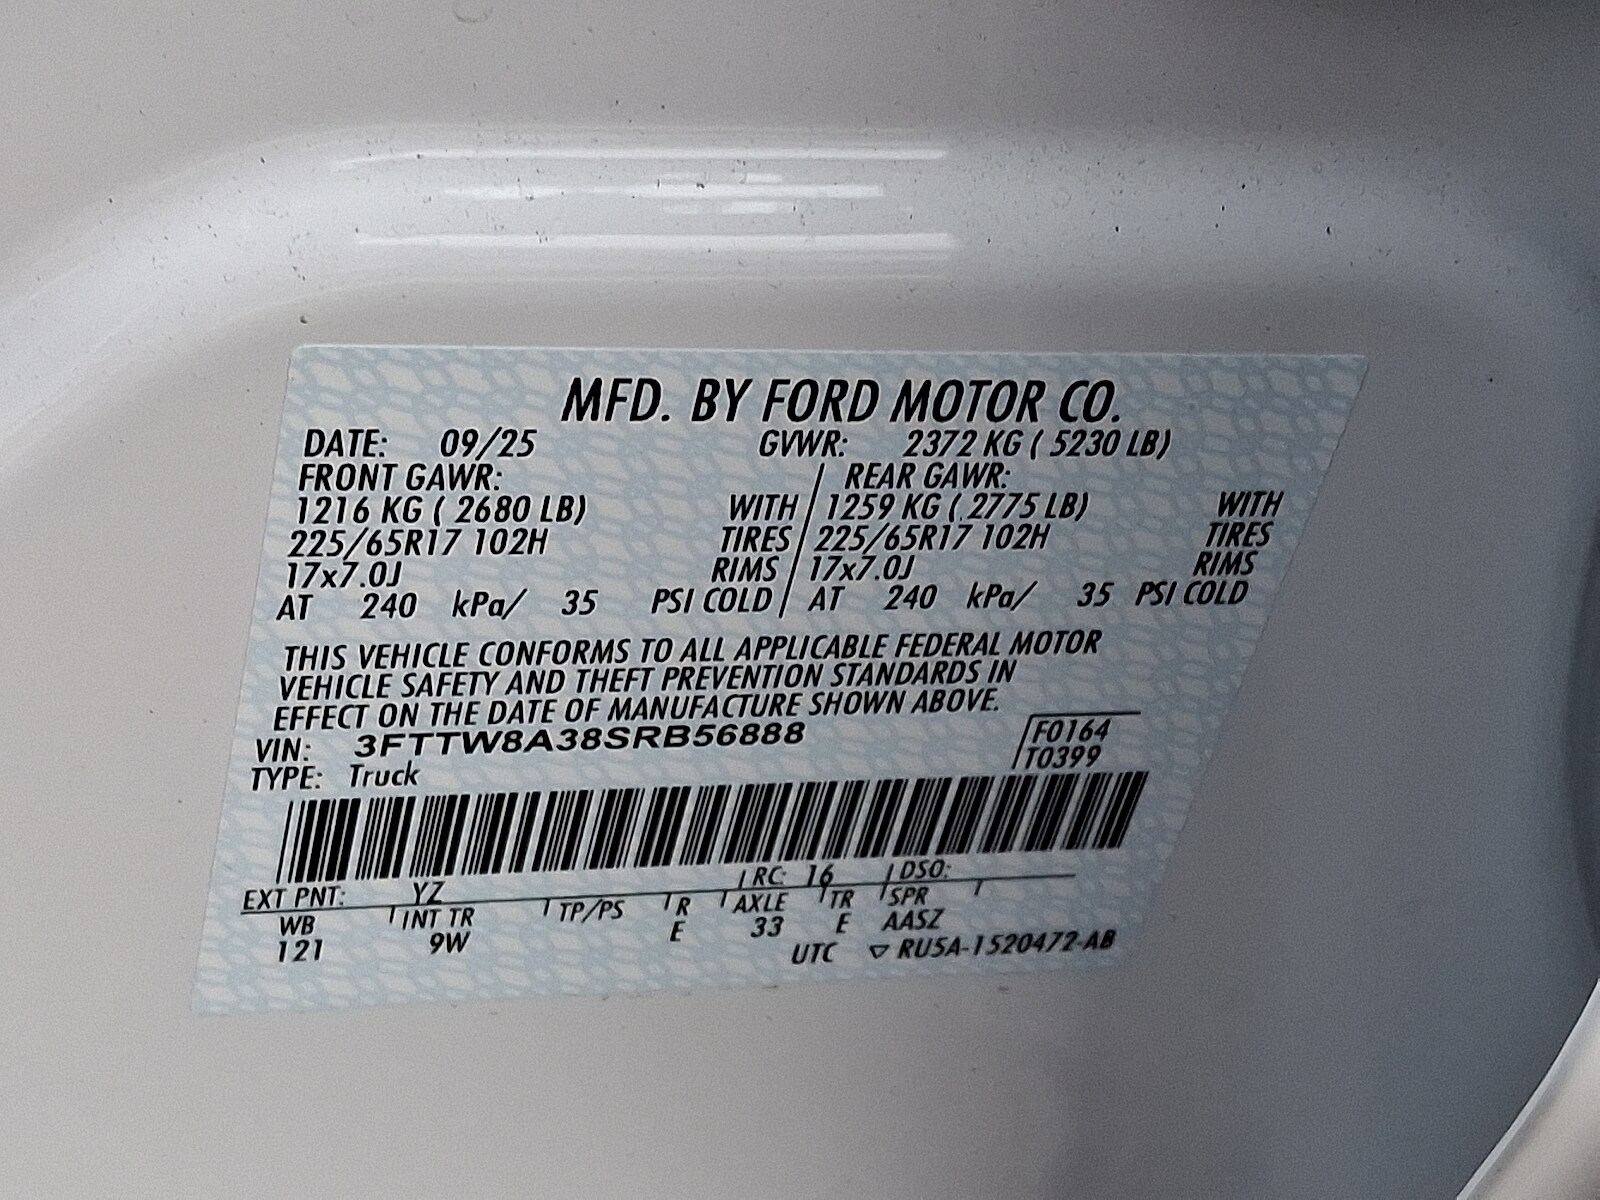 MFD. BY FORD MOTOR CO.
DATE: 09/25 GVWR: 2372 KG ( 5230 LB)
FRONT GAWR: REAR GAWR:
1216 KG ( 2680 LB) WITH 1259 KG ( 2775 LB) WITH
225/65R17 102H TIRES 225/65R17 102H TIRES
17x7.0J RIMS 17x7.0J RIMS
AT 240 kPa/ 35 PSI COLD AT 240 kPa/ 35 PSI COLD
THIS VEHICLE CONFORMS TO ALL APPLICABLE FEDERAL MOTOR
VEHICLE SAFETY AND THEFT PREVENTION STANDARDS IN
EFFECT ON THE DATE OF MANUFACTURE SHOWN ABOVE.
VIN: 3FTTW8A38SRB56888 F0164
TYPE: Truck T0399
EXT PNT: YZ RC: 16 DSO:
WB INT TR TP/PS R AXLE TR SPR
121 9W E 33 E AASZ
UTC ▽ RU5A-1520472-AB